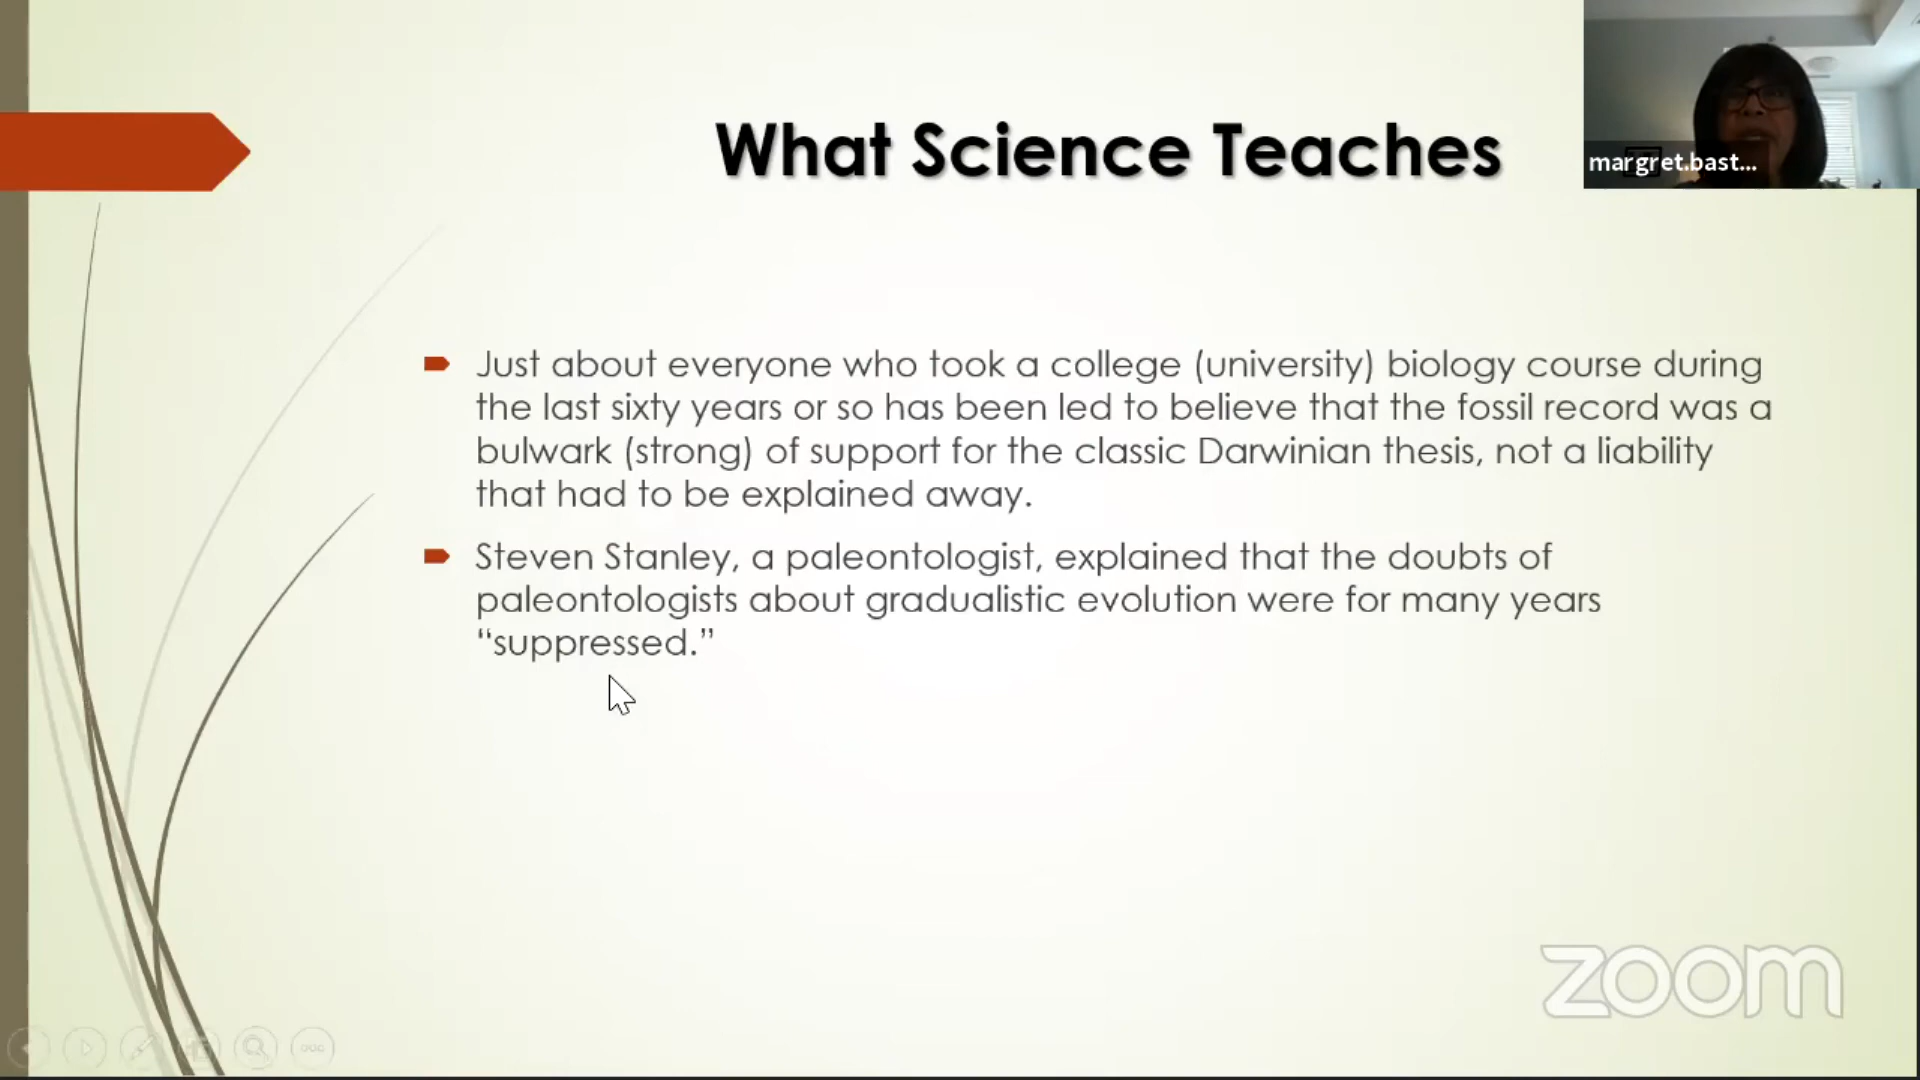 What Science Teaches
margret.bast...
Just about everyone who took a college (university) biology course during
the last sixty years or so has been led to believe that the fossil record was a
bulwark (strong) of support for the classic Darwinian thesis, not a liability
that had to be explained away.
Steven Stanley, a paleontologist, explained that the doubts of
paleontologists about gradualistic evolution were for many years
“suppressed.”
zoom